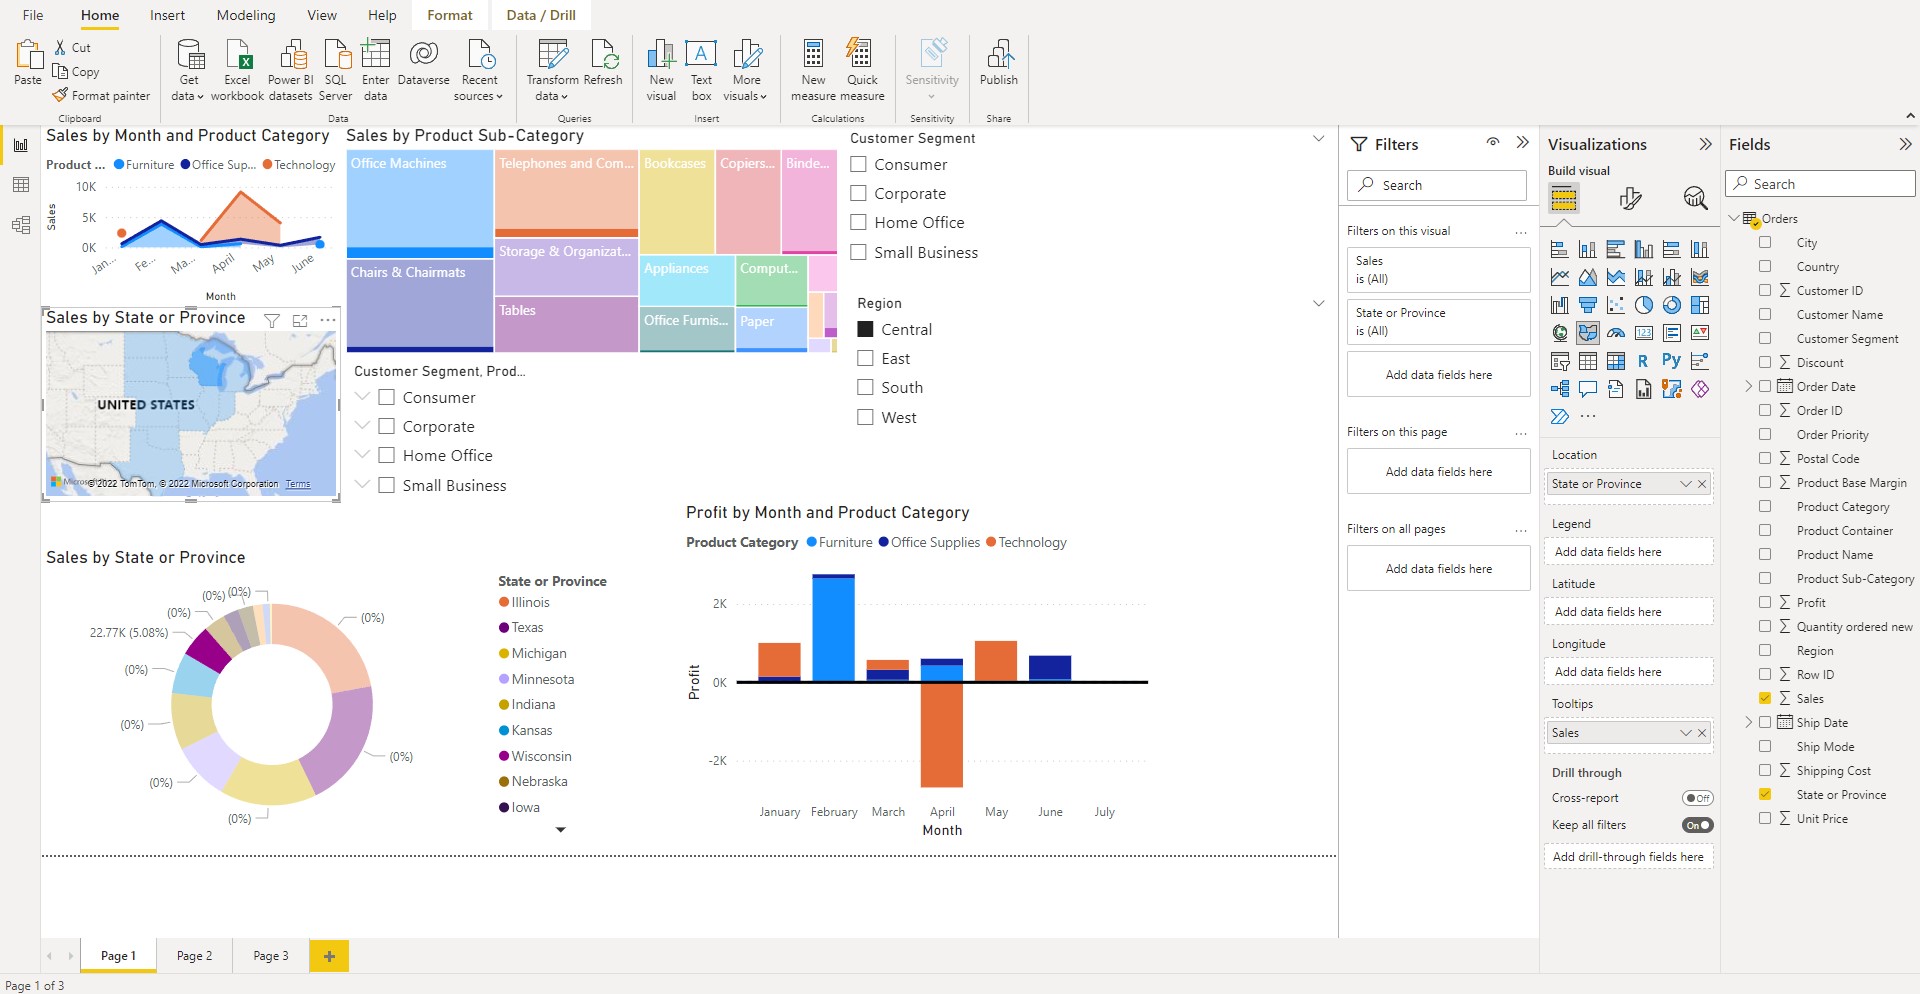 File Home Insert Modeling View Help Format Data / Drill
Paste
Cut
Copy
Format painter
Clipboard
Get data
Excel workbook
Power BI datasets
SQL Server
Enter data
Dataverse
Recent sources
Data
Transform data
Refresh
Queries
New visual
Text box
More visuals
Insert
New measure
Quick measure
Calculations
Sensitivity
Sensitivity
Publish
Share
Sales by Month and Product Category
Product ... Furniture Office Sup... Technology
10K
5K
0K
Sales
Jan... Fe... Ma... April May June
Month
Sales by State or Province
UNITED STATES
© 2022 TomTom, © 2022 Microsoft Corporation Terms
Sales by Product Sub-Category
Office Machines
Telephones and Com...
Bookcases
Copiers...
Binde...
Chairs & Chairmats
Storage & Organizat...
Tables
Appliances
Comput...
Office Furnis...
Paper
Customer Segment, Prod...
Consumer
Corporate
Home Office
Small Business
Customer Segment
Consumer
Corporate
Home Office
Small Business
Region
Central
East
South
West
Sales by State or Province
(0%)
(0%)
(0%)
22.77K (5.08%)
(0%)
(0%)
(0%)
(0%)
(0%)
(0%)
State or Province
Illinois
Texas
Michigan
Minnesota
Indiana
Kansas
Wisconsin
Nebraska
Iowa
Profit by Month and Product Category
Product Category Furniture Office Supplies Technology
2K
0K
-2K
Profit
January February March April May June July
Month
Filters
Search
Filters on this visual
...
Sales
is (All)
State or Province
is (All)
Add data fields here
Filters on this page
...
Add data fields here
Filters on all pages
...
Add data fields here
Visualizations
Build visual
123
R
Py
...
Location
State or Province
Legend
Add data fields here
Latitude
Add data fields here
Longitude
Add data fields here
Tooltips
Sales
Drill through
Cross-report
Off
Keep all filters
On
Add drill-through fields here
Fields
Search
Orders
City
Country
Σ Customer ID
Customer Name
Customer Segment
Σ Discount
Order Date
Σ Order ID
Order Priority
Σ Postal Code
Σ Product Base Margin
Product Category
Product Container
Product Name
Product Sub-Category
Σ Profit
Σ Quantity ordered new
Region
Σ Row ID
Σ Sales
Ship Date
Ship Mode
Σ Shipping Cost
State or Province
Σ Unit Price
Page 1 Page 2 Page 3 +
Page 1 of 3